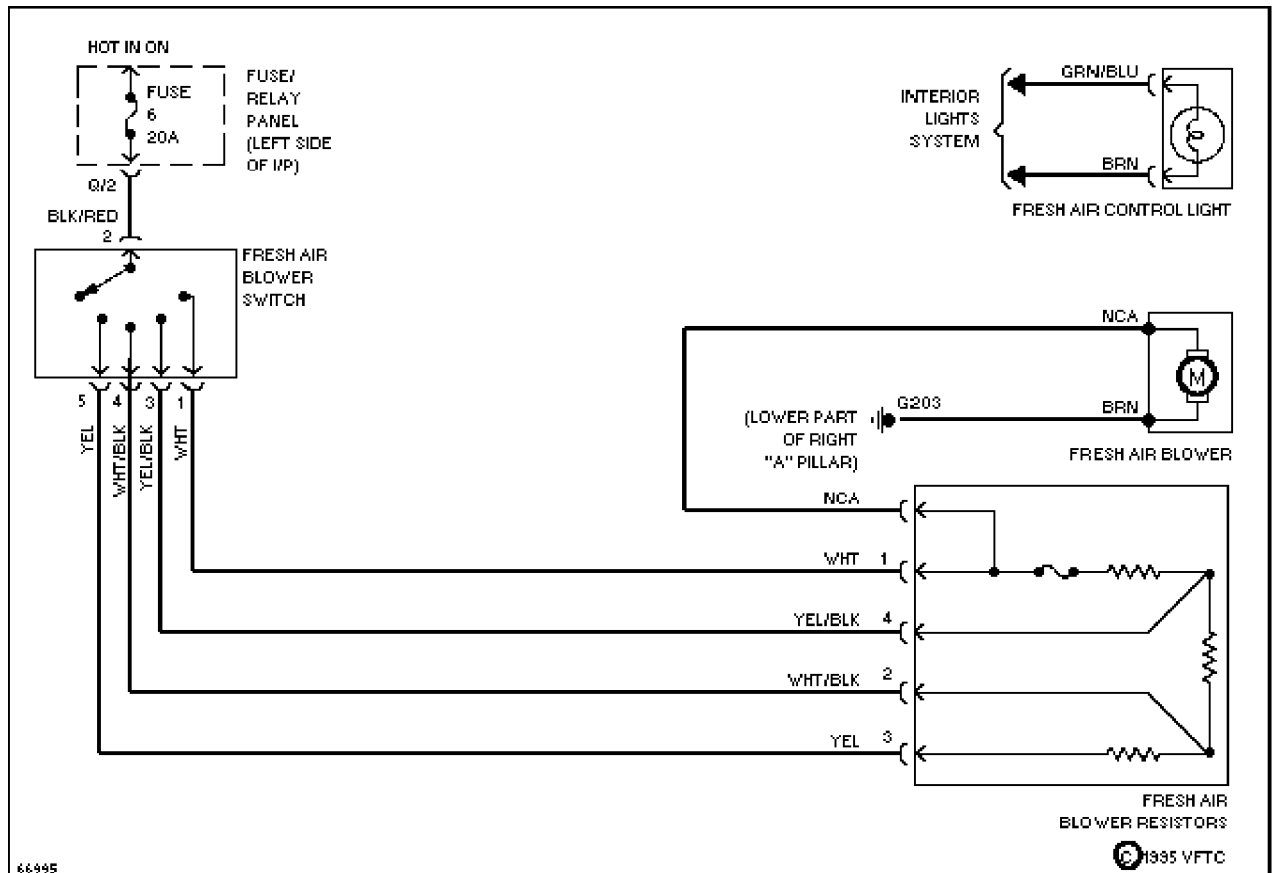 HOT IN ON
FUSE
6
20A
FUSE/
RELAY
PANEL
(LEFT SIDE
OF I/P)
Q/2
BLK/RED
2
FRESH AIR
BLOWER
SWITCH
5
4
3
1
YEL
WHT/BLK
YEL/BLK
WHT
INTERIOR
LIGHTS
SYSTEM
GRN/BLU
BRN
FRESH AIR CONTROL LIGHT
NCA
M
BRN
G203
(LOWER PART
OF RIGHT
"A" PILLAR)
FRESH AIR BLOWER
NCA
WHT 1
YEL/BLK 4
WHT/BLK 2
YEL 3
FRESH AIR
BLOWER RESISTORS
© 1995 VFTC
66995